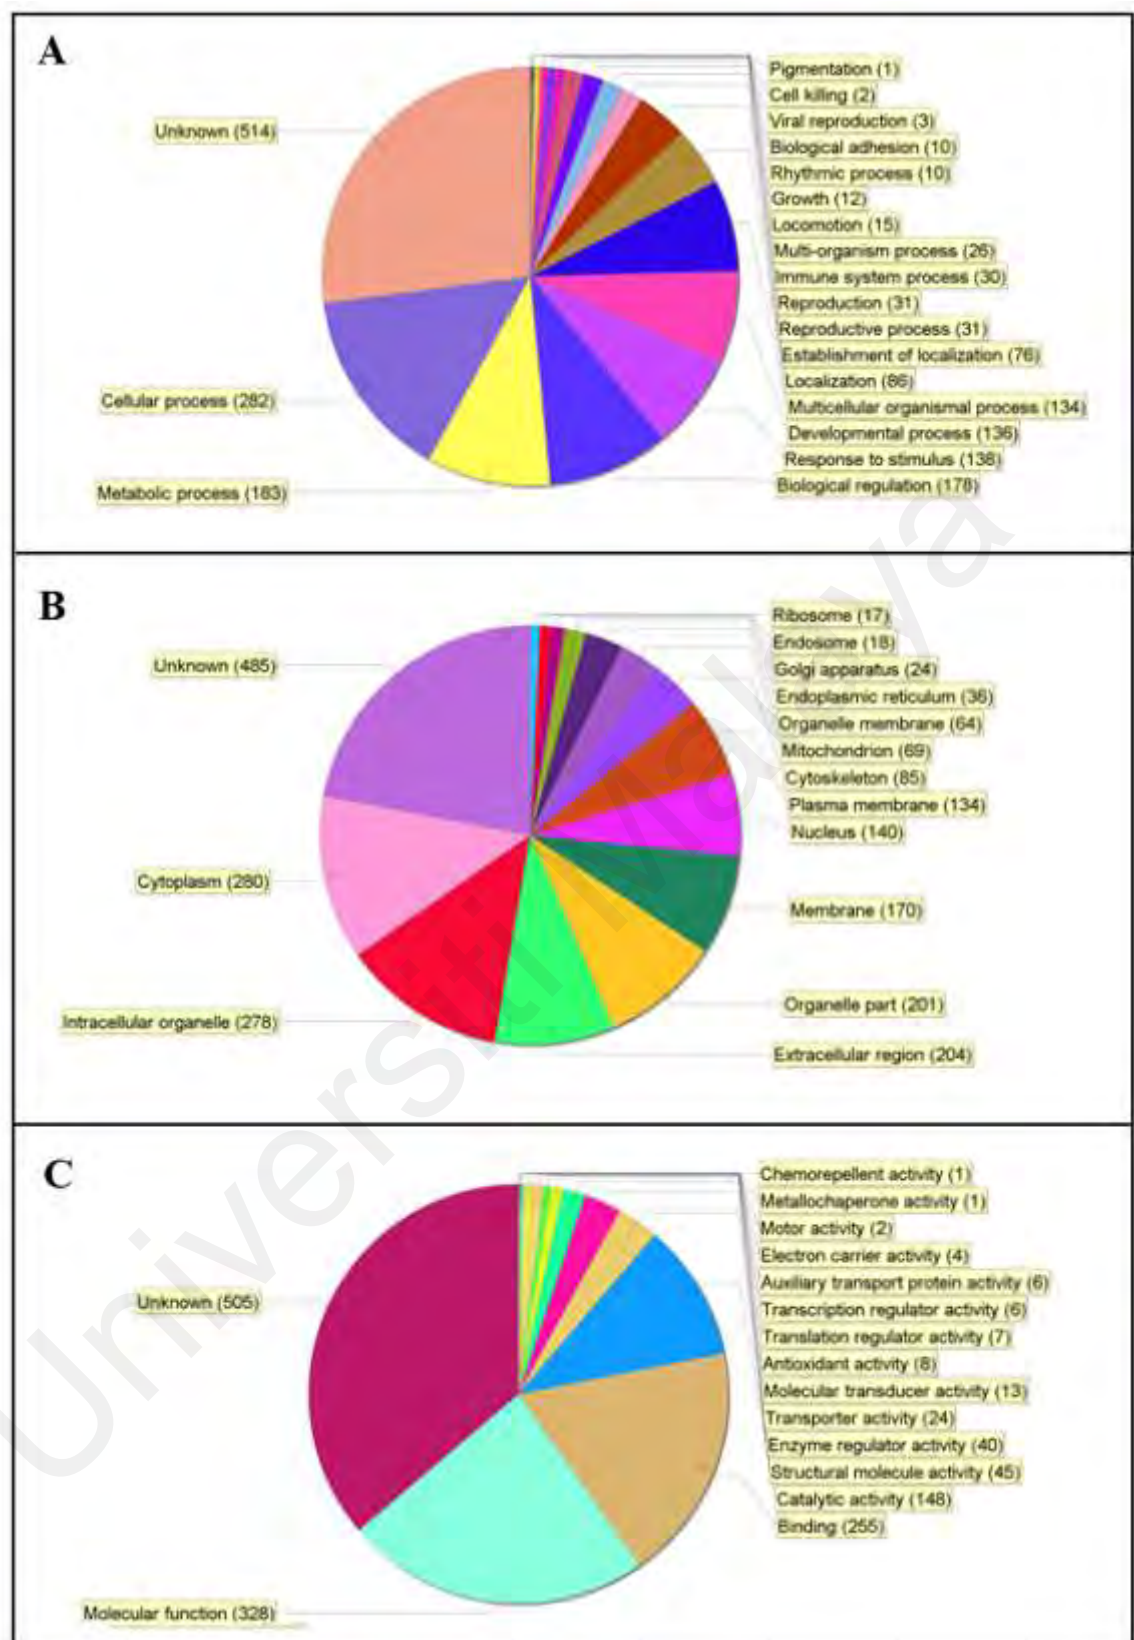 A
Pigmentation (1)
Cell killing (2)
Viral reproduction (3)
Unknown (514)
Biological adhesion (10)
Rhythmic process (10)
Growth (12)
Locomotion (15)
Multi-organism process (26)
Immune system process (30)
Reproduction (31)
Reproductive process (31)
Establishment of localization (76)
Localization (86)
Cellular process (282)
Multicellular organismal process (134)
Developmental process (136)
Response to stimulus (138)
Biological regulation (178)
Metabolic process (183)
B
Ribosome (17)
Endosome (18)
Unknown (485)
Golgi apparatus (24)
Endoplasmic reticulum (36)
Organelle membrane (64)
Mitochondrion (69)
Cytoskeleton (85)
Plasma membrane (134)
Nucleus (140)
Cytoplasm (280)
Membrane (170)
Organelle part (201)
Intracellular organelle (278)
Extracellular region (204)
C
Chemorepellent activity (1)
Metallochaperone activity (1)
Motor activity (2)
Electron carrier activity (4)
Auxiliary transport protein activity (6)
Unknown (505)
Transcription regulator activity (6)
Translation regulator activity (7)
Antioxidant activity (8)
Molecular transducer activity (13)
Transporter activity (24)
Enzyme regulator activity (40)
Structural molecule activity (45)
Catalytic activity (148)
Binding (255)
Molecular function (328)
Universiti Malaya